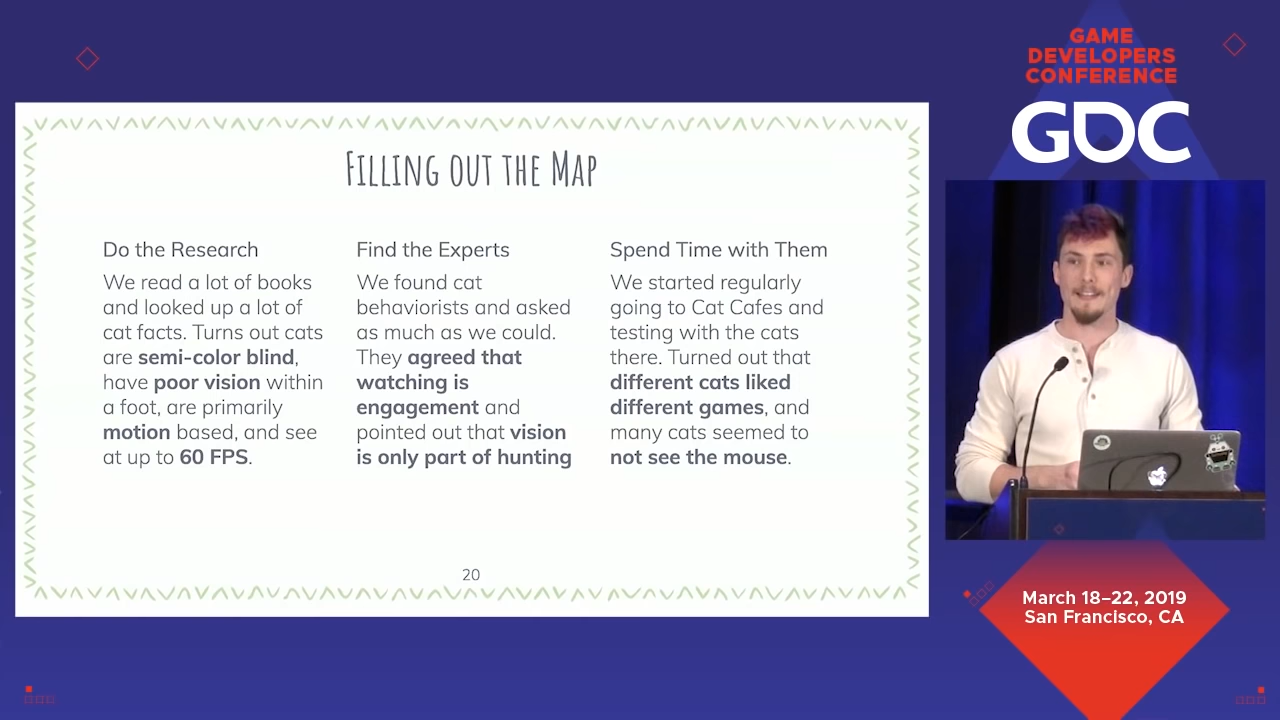 GAME
DEVELOPERS
CONFERENCE
GDC
Filling out the Map
Do the Research
We read a lot of books
and looked up a lot of
cat facts. Turns out cats
are semi-color blind,
have poor vision within
a foot, are primarily
motion based, and see
at up to 60 FPS.
Find the Experts
We found cat
behaviorists and asked
as much as we could.
They agreed that
watching is
engagement and
pointed out that vision
is only part of hunting
Spend Time with Them
We started regularly
going to Cat Cafes and
testing with the cats
there. Turned out that
different cats liked
different games, and
many cats seemed to
not see the mouse.
20
March 18–22, 2019
San Francisco, CA